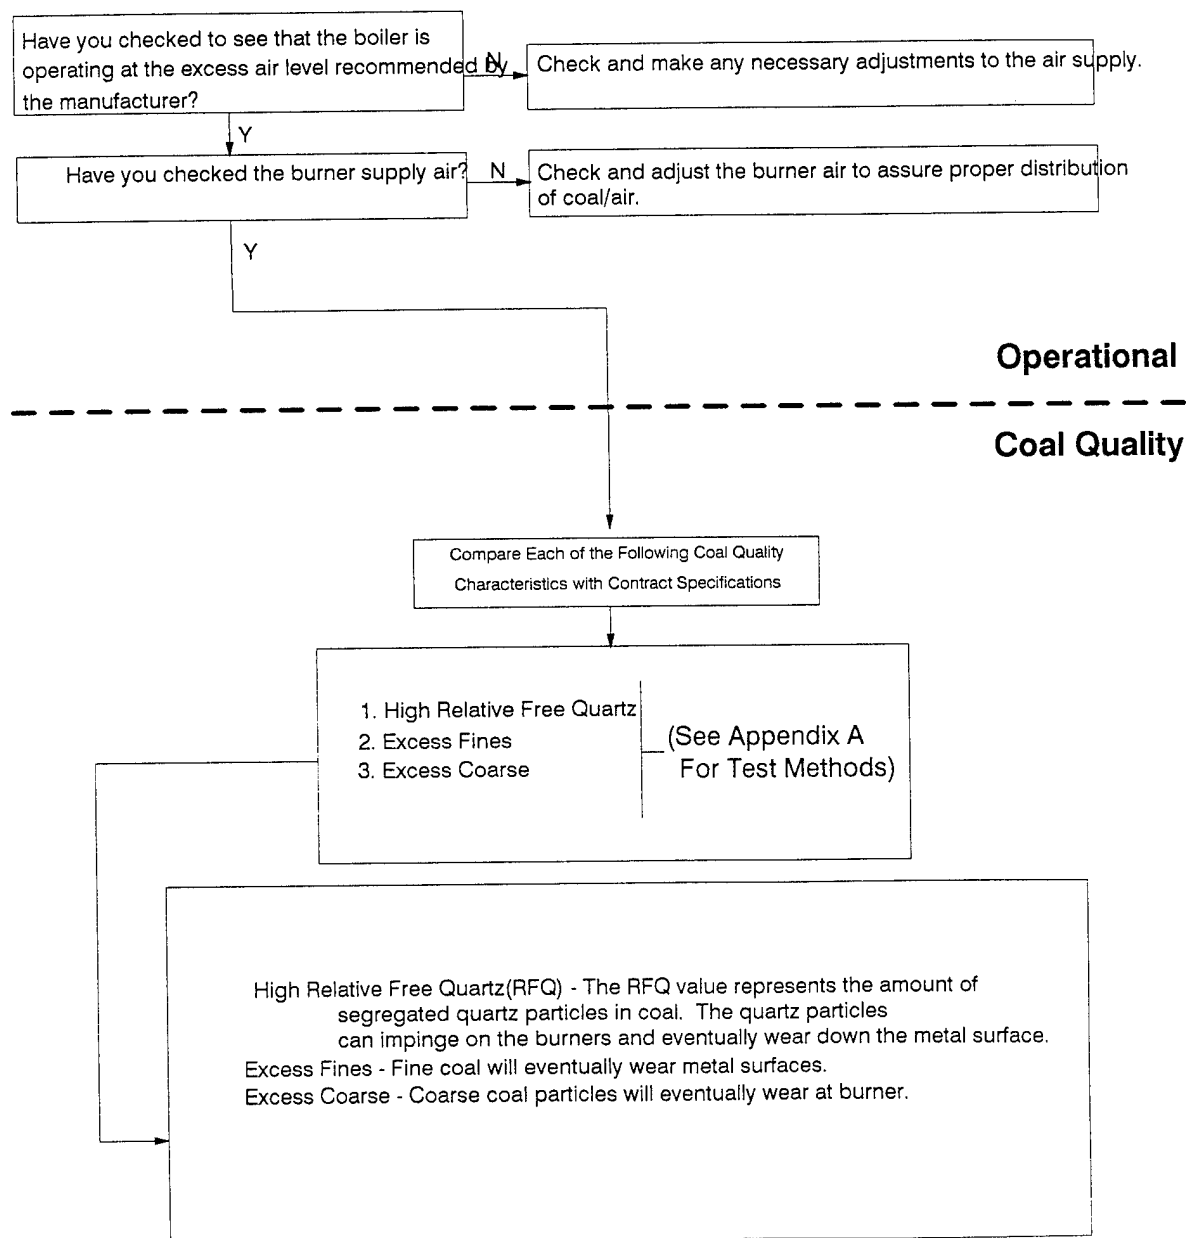 Have you checked to see that the boiler is
operating at the excess air level recommended by
the manufacturer?
N
Check and make any necessary adjustments to the air supply.
Y
Have you checked the burner supply air?
N
Check and adjust the burner air to assure proper distribution
of coal/air.
Y
Operational
Coal Quality
Compare Each of the Following Coal Quality
Characteristics with Contract Specifications
1. High Relative Free Quartz
2. Excess Fines
3. Excess Coarse
(See Appendix A
For Test Methods)
High Relative Free Quartz(RFQ) - The RFQ value represents the amount of
segregated quartz particles in coal. The quartz particles
can impinge on the burners and eventually wear down the metal surface.
Excess Fines - Fine coal will eventually wear metal surfaces.
Excess Coarse - Coarse coal particles will eventually wear at burner.